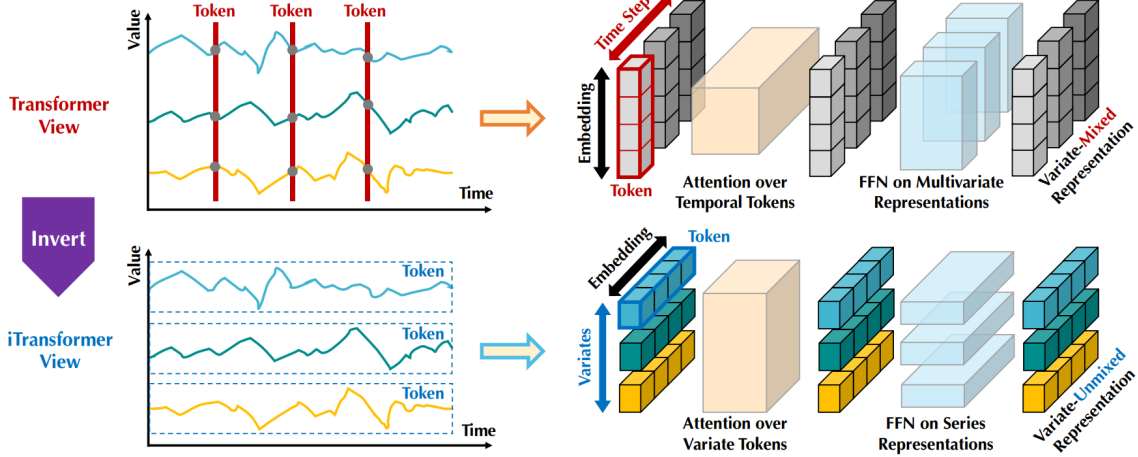 Value
Token
Token
Token
Transformer
View
Time
Time Step
Embedding
Token
Attention over
Temporal Tokens
FFN on Multivariate
Representations
Variate-Mixed
Representation
Invert
iTransformer
View
Value
Token
Token
Token
Time
Embedding
Token
Variates
Attention over
Variate Tokens
FFN on Series
Representations
Variate-Unmixed
Representation